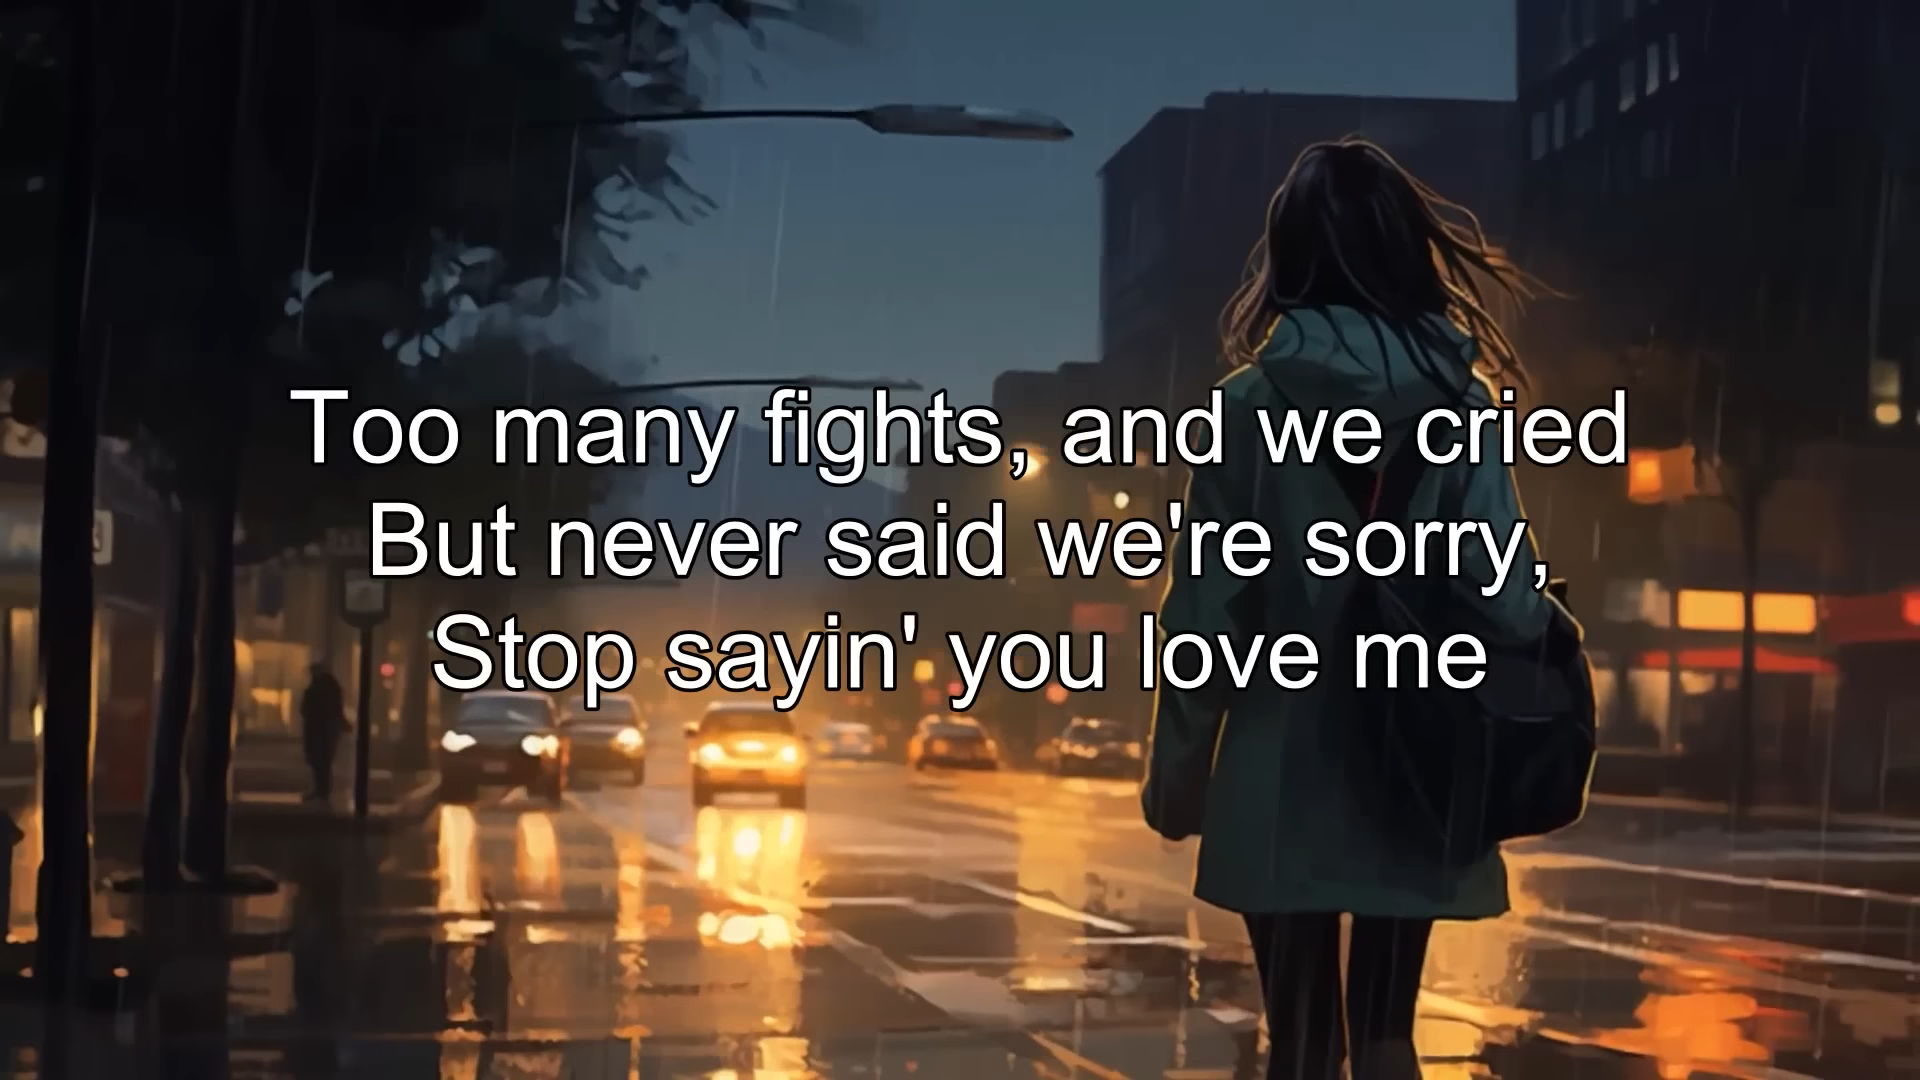 Too many fights, and we cried
But never said we're sorry,
Stop sayin' you love me